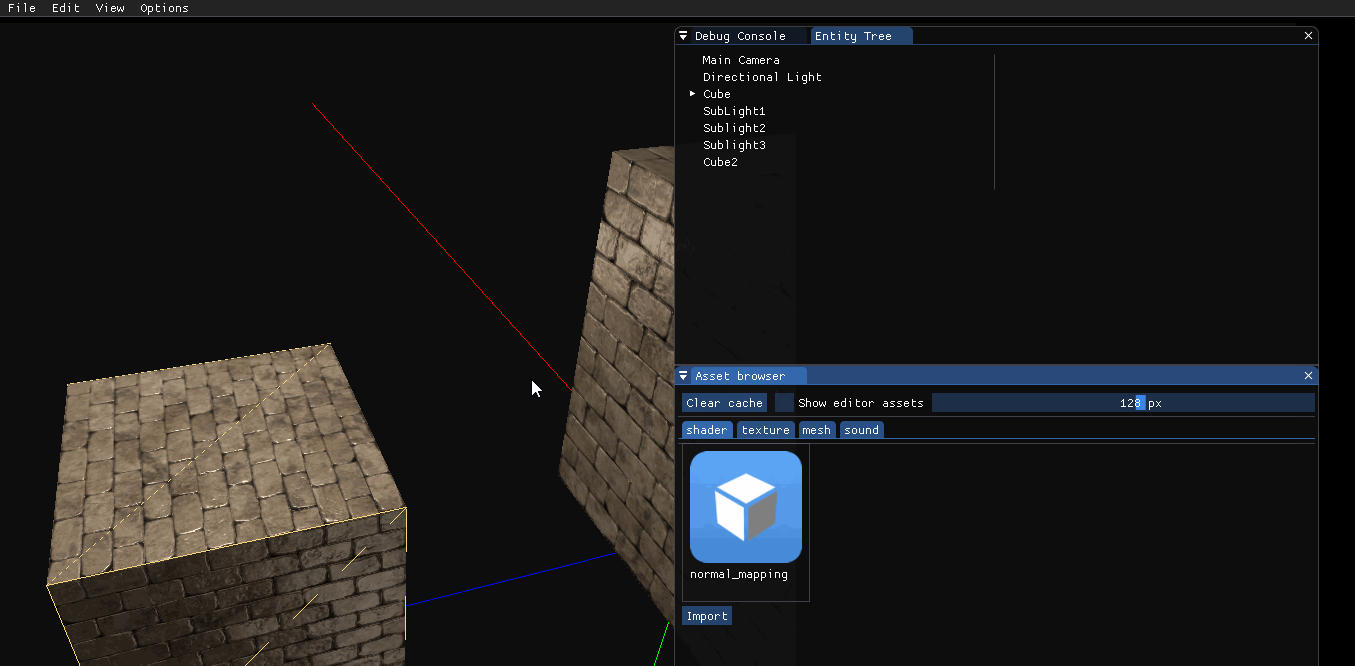 File Edit View Options
Debug Console Entity Tree
Main Camera
Directional Light
Cube
SubLight1
Sublight2
Sublight3
Cube2
Asset browser
Clear cache Show editor assets 128 px
shader texture mesh sound
normal_mapping
Import